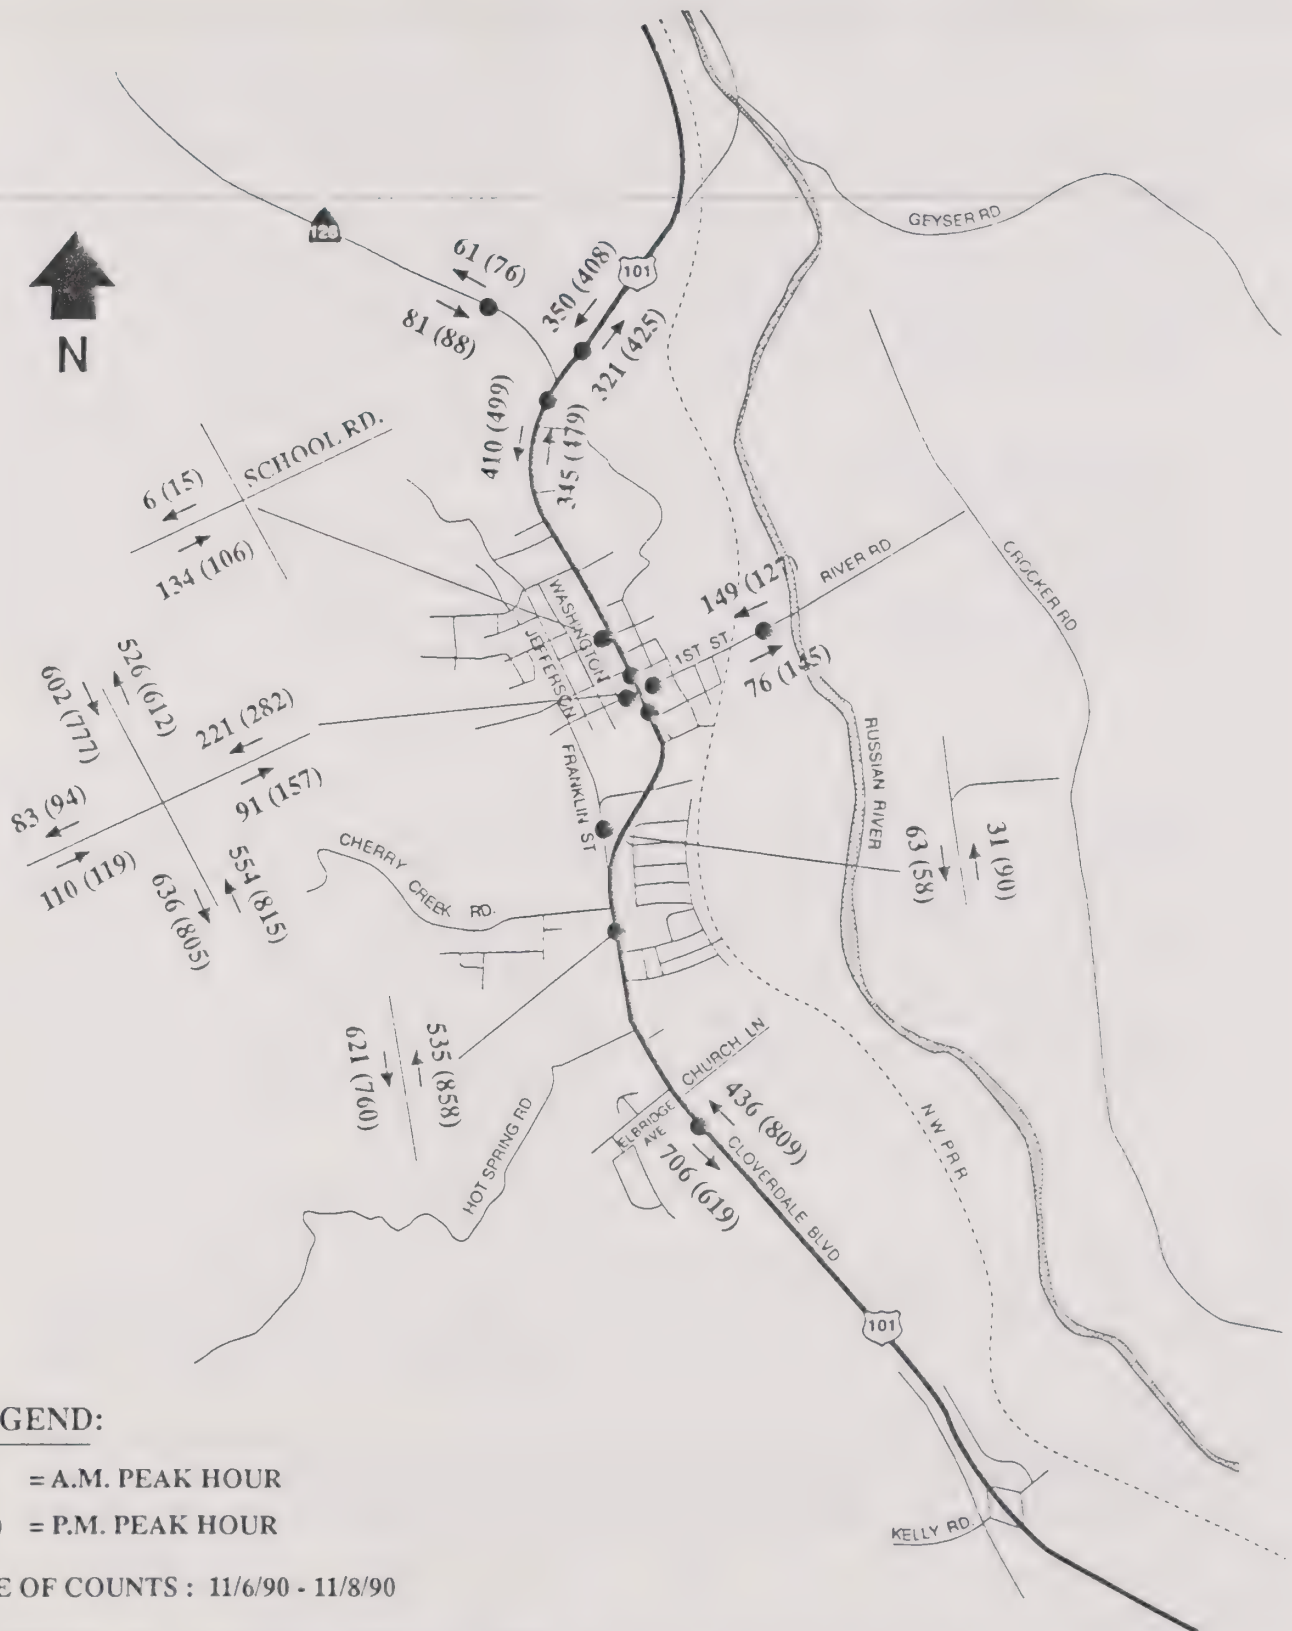 GEYSER RD
128
61 (76)
101
350 (408)
N
81 (88)
321 (425)
410 (499)
SCHOOL RD.
6 (15)
134 (106)
CROCKER RD
RIVER RD
149 (127)
WASHINGTON
JEFFERSON
1ST ST.
76
526 (612)
602 (777)
221 (282)
91 (157)
FRANKLIN ST
RUSSIAN RIVER
83 (94)
110 (119)
554 (815)
636 (805)
CHERRY
CREEK RD.
63 (58)
31 (90)
621 (760)
535 (858)
CHURCH LN
ELBRIDGE
AVE
436 (809)
706 (619)
CLOVERDALE BLVD
HOT SPRING RD
N W P R R
101
KELLY RD.
GEND:
= A.M. PEAK HOUR
) = P.M. PEAK HOUR
E OF COUNTS : 11/6/90 - 11/8/90